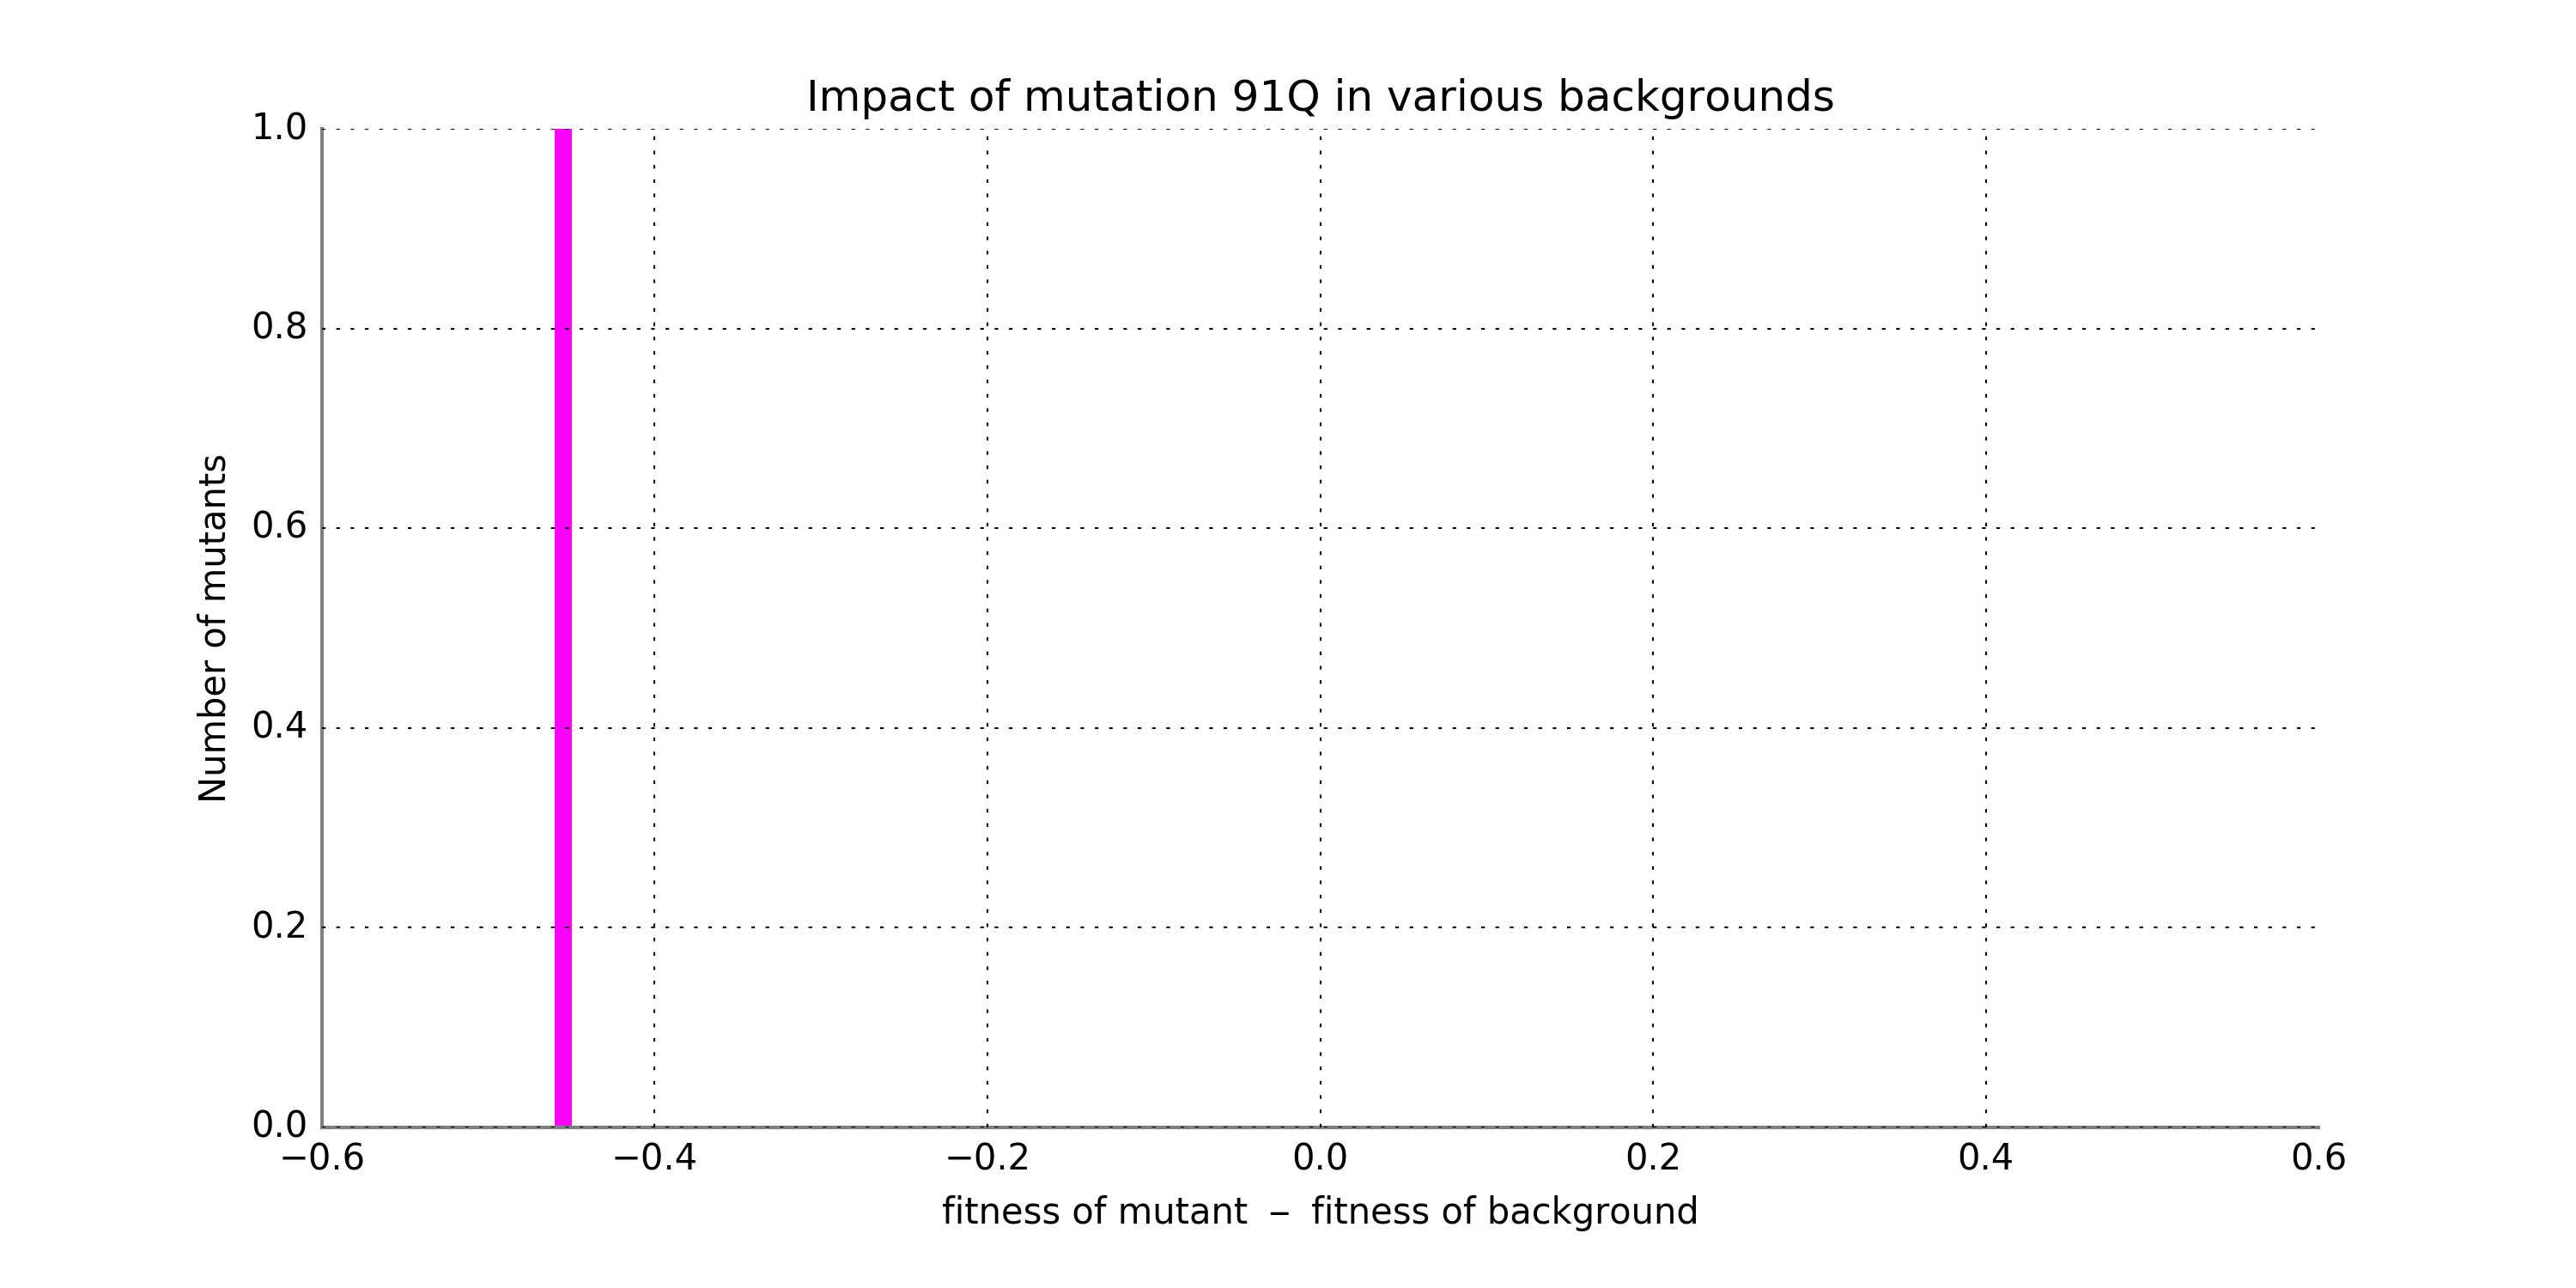 Impact of mutation 91Q in various backgrounds
1.0
0.8
0.6
0.4
0.2
0.0
Number of mutants
−0.6 −0.4 −0.2 0.0 0.2 0.4 0.6
fitness of mutant − fitness of background